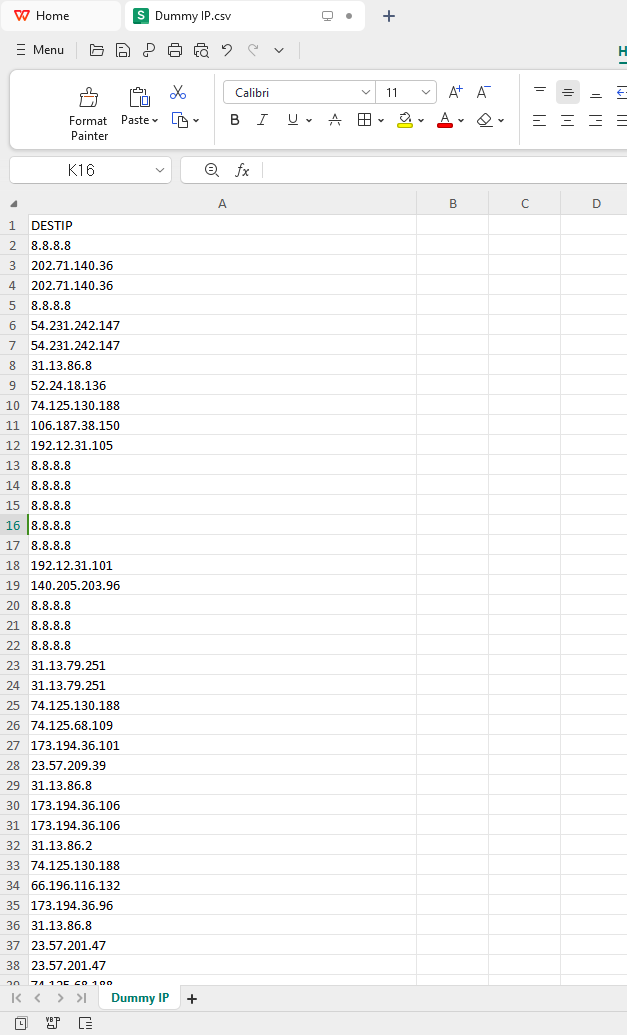 Home
Dummy IP.csv
Menu
H
Format
Painter
Paste
Calibri
11
A+
A-
B
I
U
A
A
K16
fx
A B C D
1 DESTIP
2 8.8.8.8
3 202.71.140.36
4 202.71.140.36
5 8.8.8.8
6 54.231.242.147
7 54.231.242.147
8 31.13.86.8
9 52.24.18.136
10 74.125.130.188
11 106.187.38.150
12 192.12.31.105
13 8.8.8.8
14 8.8.8.8
15 8.8.8.8
16 8.8.8.8
17 8.8.8.8
18 192.12.31.101
19 140.205.203.96
20 8.8.8.8
21 8.8.8.8
22 8.8.8.8
23 31.13.79.251
24 31.13.79.251
25 74.125.130.188
26 74.125.68.109
27 173.194.36.101
28 23.57.209.39
29 31.13.86.8
30 173.194.36.106
31 173.194.36.106
32 31.13.86.2
33 74.125.130.188
34 66.196.116.132
35 173.194.36.96
36 31.13.86.8
37 23.57.201.47
38 23.57.201.47
39 74.125.68.188
Dummy IP